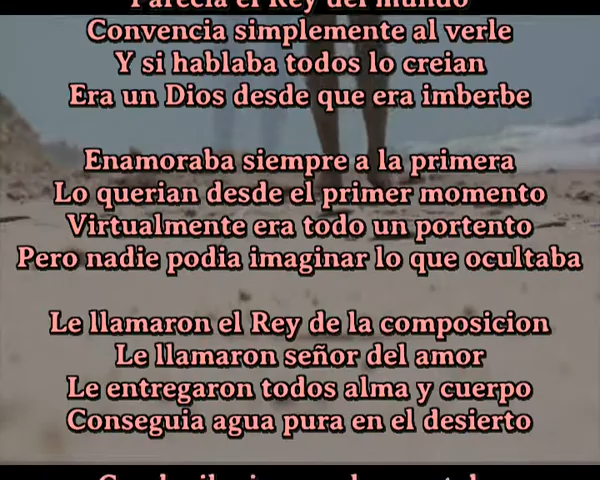 Parecia el Rey del mundo
Convencia simplemente al verle
Y si hablaba todos lo creian
Era un Dios desde que era imberbe
Enamoraba siempre a la primera
Lo querian desde el primer momento
Virtualmente era todo un portento
Pero nadie podia imaginar lo que ocultaba
Le llamaron el Rey de la composicion
Le llamaron señor del amor
Le entregaron todos alma y cuerpo
Conseguia agua pura en el desierto